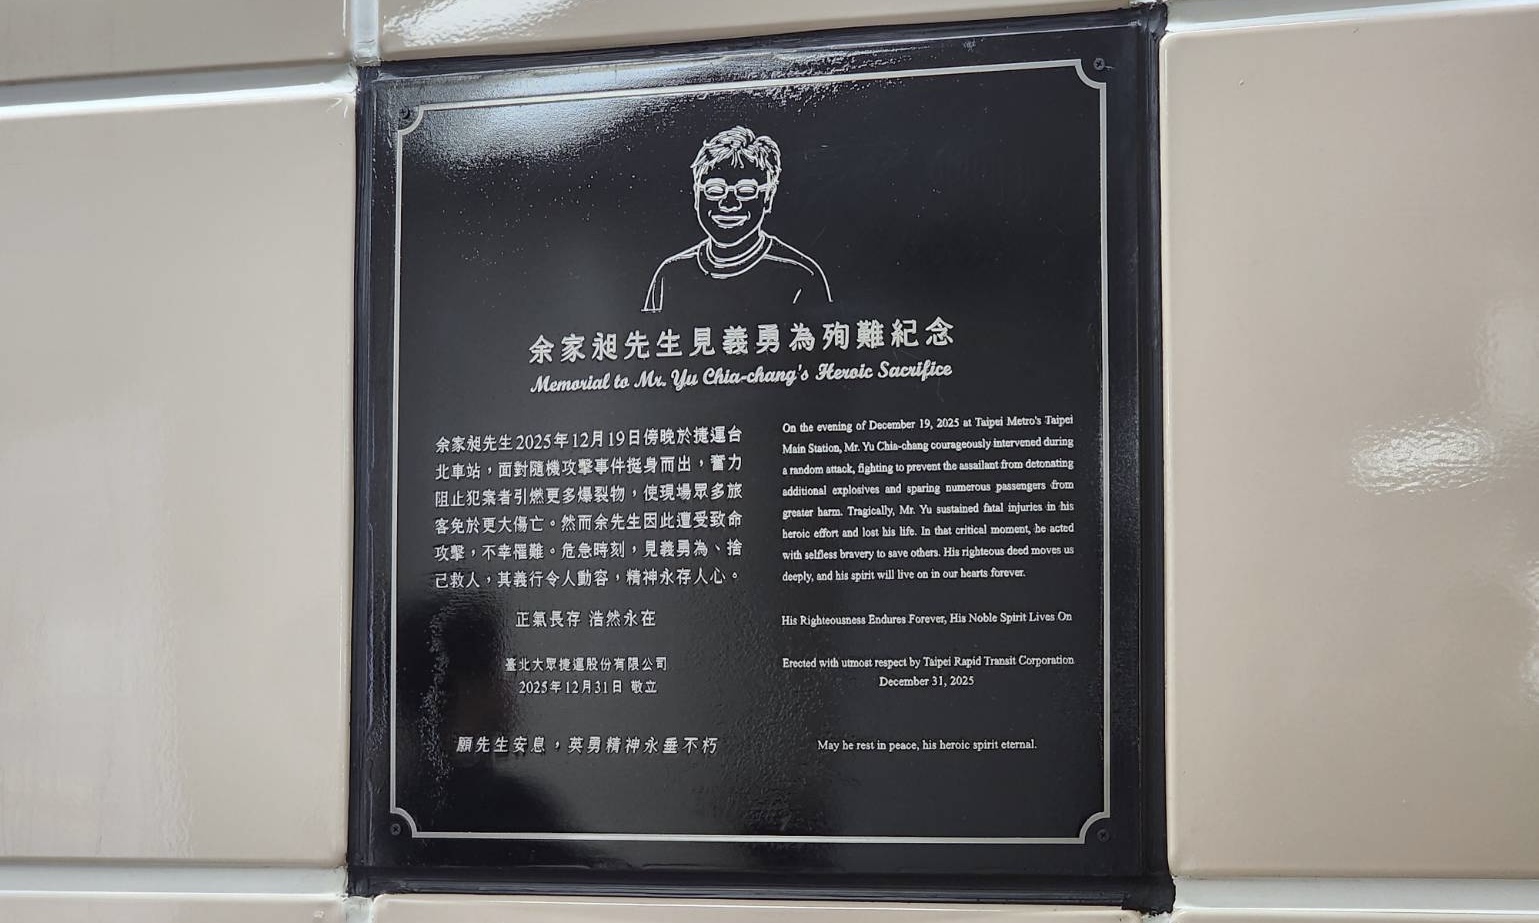 余家昶先生見義勇為殉難紀念
Memorial to Mr. Yu Chia-chang's Heroic Sacrifice
余家昶先生2025年12月19日傍晚於捷運台
北車站，面對隨機攻擊事件挺身而出，奮力
阻止犯案者引燃更多爆裂物，使現場眾多旅
客免於更大傷亡。然而余先生因此遭受致命
攻擊，不幸罹難。危急時刻，見義勇為、捨
己救人，其義行令人動容，精神永存人心。
正氣長存 浩然永在
臺北大眾捷運股份有限公司
2025年12月31日 敬立
願先生安息，英勇精神永垂不朽
On the evening of December 19, 2025 at Taipei Metro's Taipei
Main Station, Mr. Yu Chia-chang courageously intervened during
a random attack, fighting to prevent the assailant from detonating
additional explosives and sparing numerous passengers from
greater harm. Tragically, Mr. Yu sustained fatal injuries in his
heroic effort and lost his life. In that critical moment, he acted
with selfless bravery to save others. His righteous deed moves us
deeply, and his spirit will live on in our hearts forever.
His Righteousness Endures Forever, His Noble Spirit Lives On
Erected with utmost respect by Taipei Rapid Transit Corporation
December 31, 2025
May he rest in peace, his heroic spirit eternal.